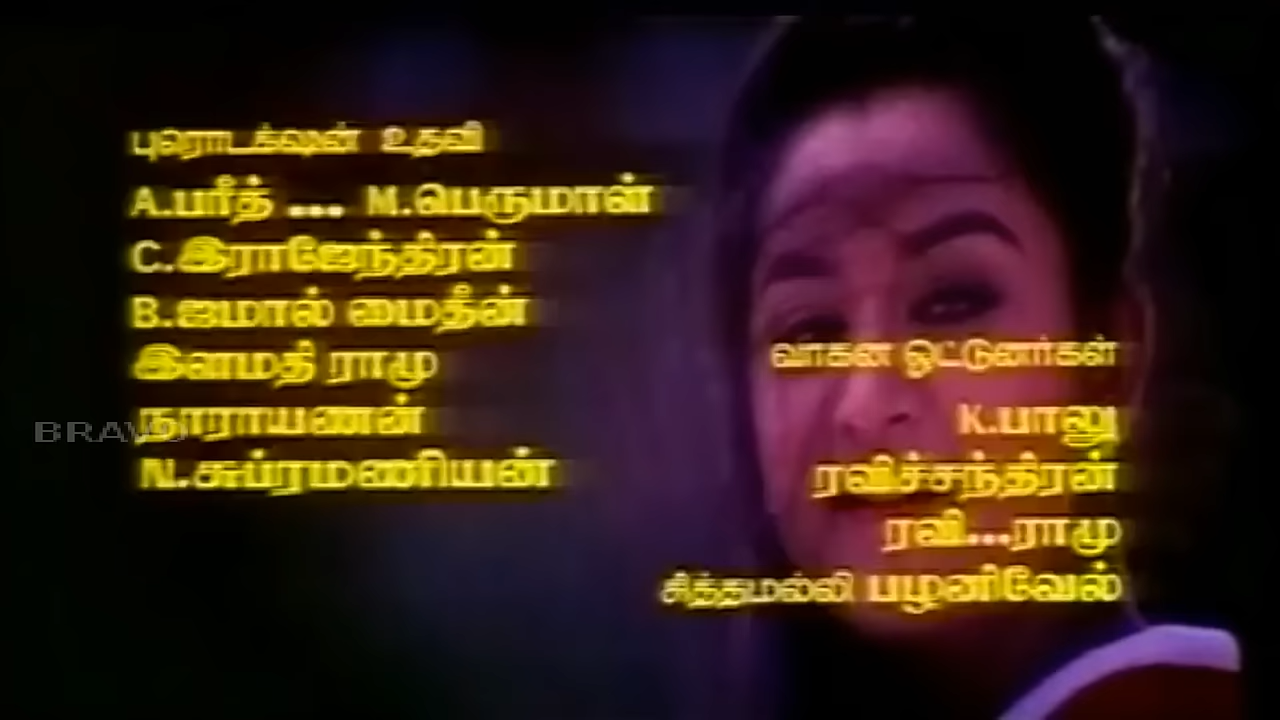 புரொடக்ஷன் உதவி
A.பரீத் ... M.பெருமாள்
C.இராஜேந்திரன்
B.ஜமால் மைதீன்
இளமதி ராமு
நாராயணன்
N.சுப்ரமணியன்
வாகன ஓட்டுனர்கள்
K.பாலு
ரவிச்சந்திரன்
ரவி...ராமு
சித்தமல்லி பழனிவேல்
BRAVO